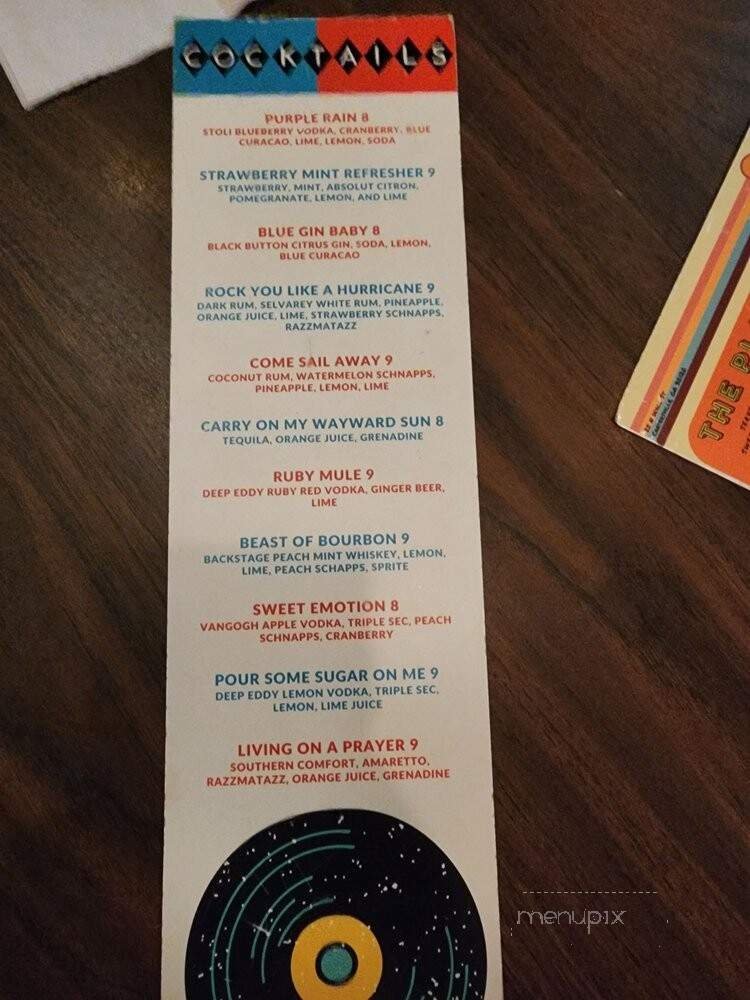 COCKTAILS
PURPLE RAIN 8
STOLI BLUEBERRY VODKA, CRANBERRY, BLUE
CURACAO, LIME, LEMON, SODA
STRAWBERRY MINT REFRESHER 9
STRAWBERRY, MINT, ABSOLUT CITRON,
POMEGRANATE, LEMON, AND LIME
BLUE GIN BABY 8
BLACK BUTTON CITRUS GIN, SODA, LEMON,
BLUE CURACAO
ROCK YOU LIKE A HURRICANE 9
DARK RUM, SELVAREY WHITE RUM, PINEAPPLE,
ORANGE JUICE, LIME, STRAWBERRY SCHNAPPS,
RAZZMATAZZ
COME SAIL AWAY 9
COCONUT RUM, WATERMELON SCHNAPPS,
PINEAPPLE, LEMON, LIME
CARRY ON MY WAYWARD SUN 8
TEQUILA, ORANGE JUICE, GRENADINE
RUBY MULE 9
DEEP EDDY RUBY RED VODKA, GINGER BEER,
LIME
BEAST OF BOURBON 9
BACKSTAGE PEACH MINT WHISKEY, LEMON,
LIME, PEACH SCHAPPS, SPRITE
SWEET EMOTION 8
VANGOGH APPLE VODKA, TRIPLE SEC, PEACH
SCHNAPPS, CRANBERRY
POUR SOME SUGAR ON ME 9
DEEP EDDY LEMON VODKA, TRIPLE SEC,
LEMON, LIME JUICE
LIVING ON A PRAYER 9
SOUTHERN COMFORT, AMARETTO,
RAZZMATAZZ, ORANGE JUICE, GRENADINE
THE
CARTERSVILLE GA
menupix